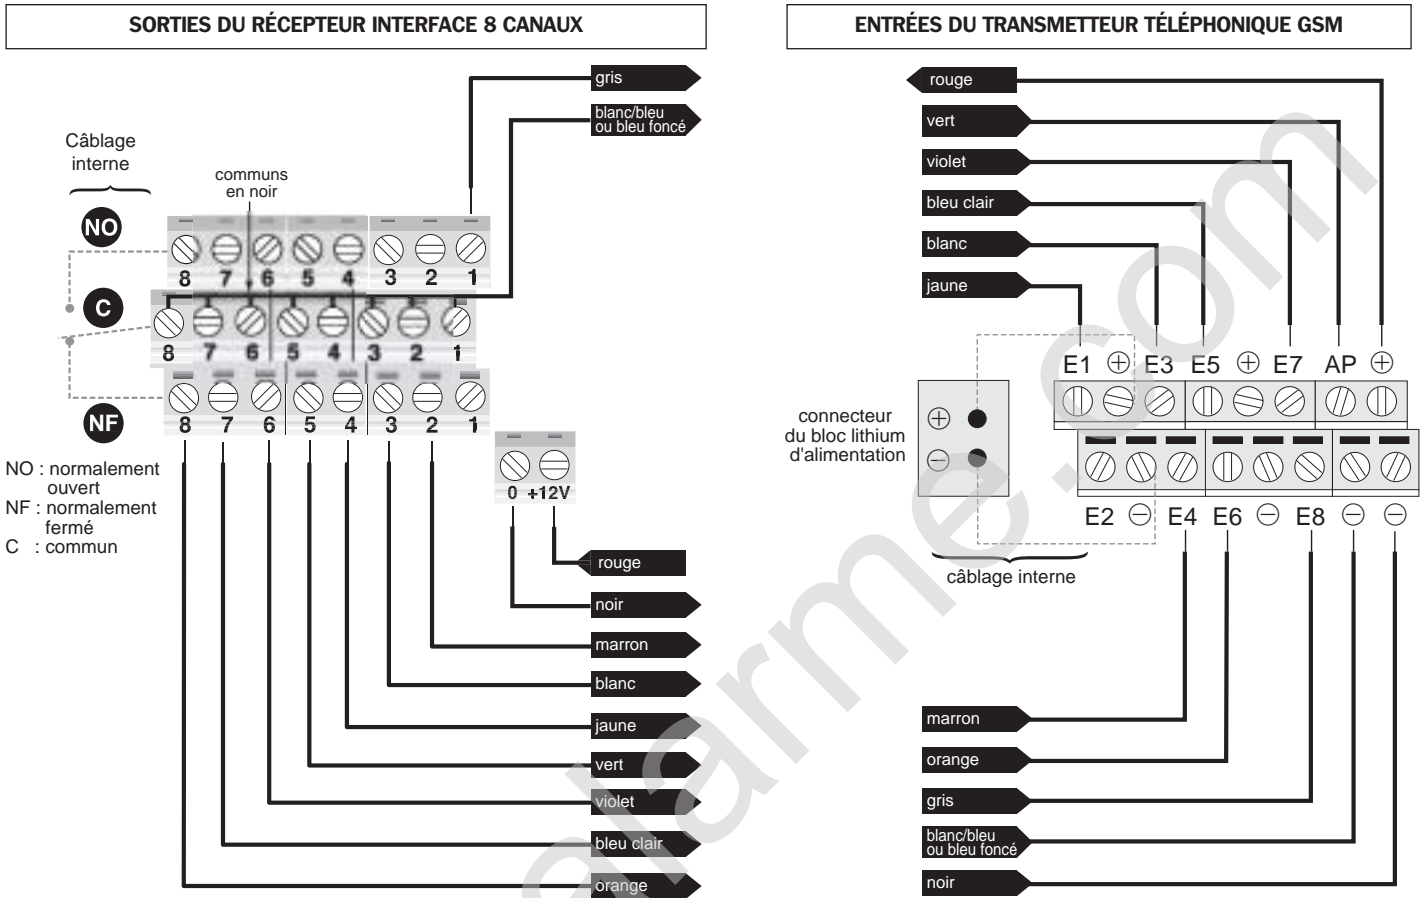 SORTIES DU RÉCEPTEUR INTERFACE 8 CANAUX
gris
blanc/bleu
ou bleu foncé
Câblage
interne
communs
en noir
NO
8 7 6 5 4 3 2 1
C
8 7 6 5 4 3 2 1
NF
8 7 6 5 4 3 2 1
NO : normalement
ouvert
NF : normalement
fermé
C : commun
0 +12V
rouge
noir
marron
blanc
jaune
vert
violet
bleu clair
orange
ENTRÉES DU TRANSMETTEUR TÉLÉPHONIQUE GSM
rouge
vert
violet
bleu clair
blanc
jaune
E1 ⊕ E3 E5 ⊕ E7 AP ⊕
connecteur
du bloc lithium
d'alimentation
⊕
⊖
E2 ⊖ E4 E6 ⊖ E8 ⊖ ⊖
câblage interne
marron
orange
gris
blanc/bleu
ou bleu foncé
noir
alarme.com